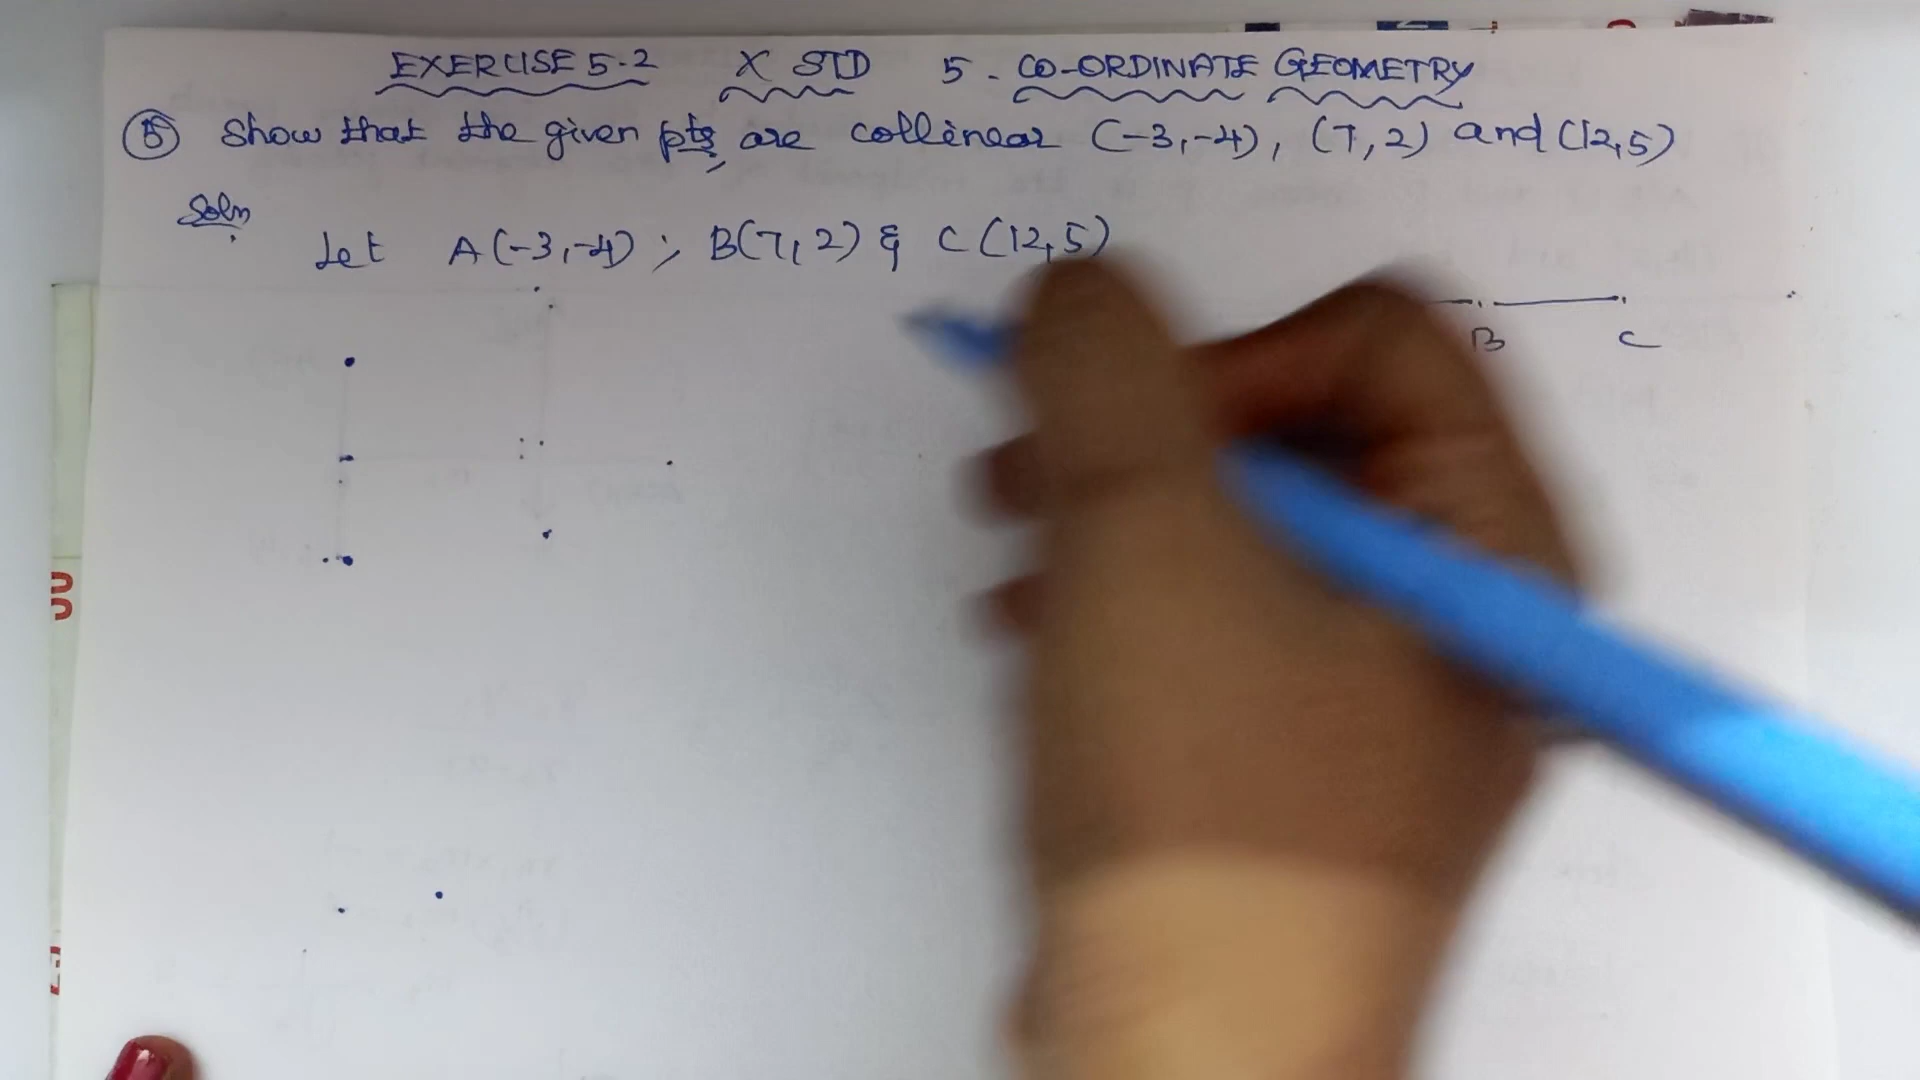 EXERCISE 5.2 X STD 5 - CO-ORDINATE GEOMETRY
⑤ Show that the given pts are collinear (-3,-4), (7,2) and (12,5)
Soln
Let A(-3,-4) ; B(7,2) & C(12,5)
B C